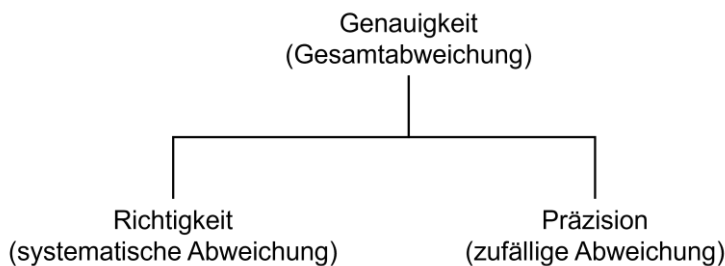 Genauigkeit
(Gesamtabweichung)
Richtigkeit
(systematische Abweichung)
Präzision
(zufällige Abweichung)